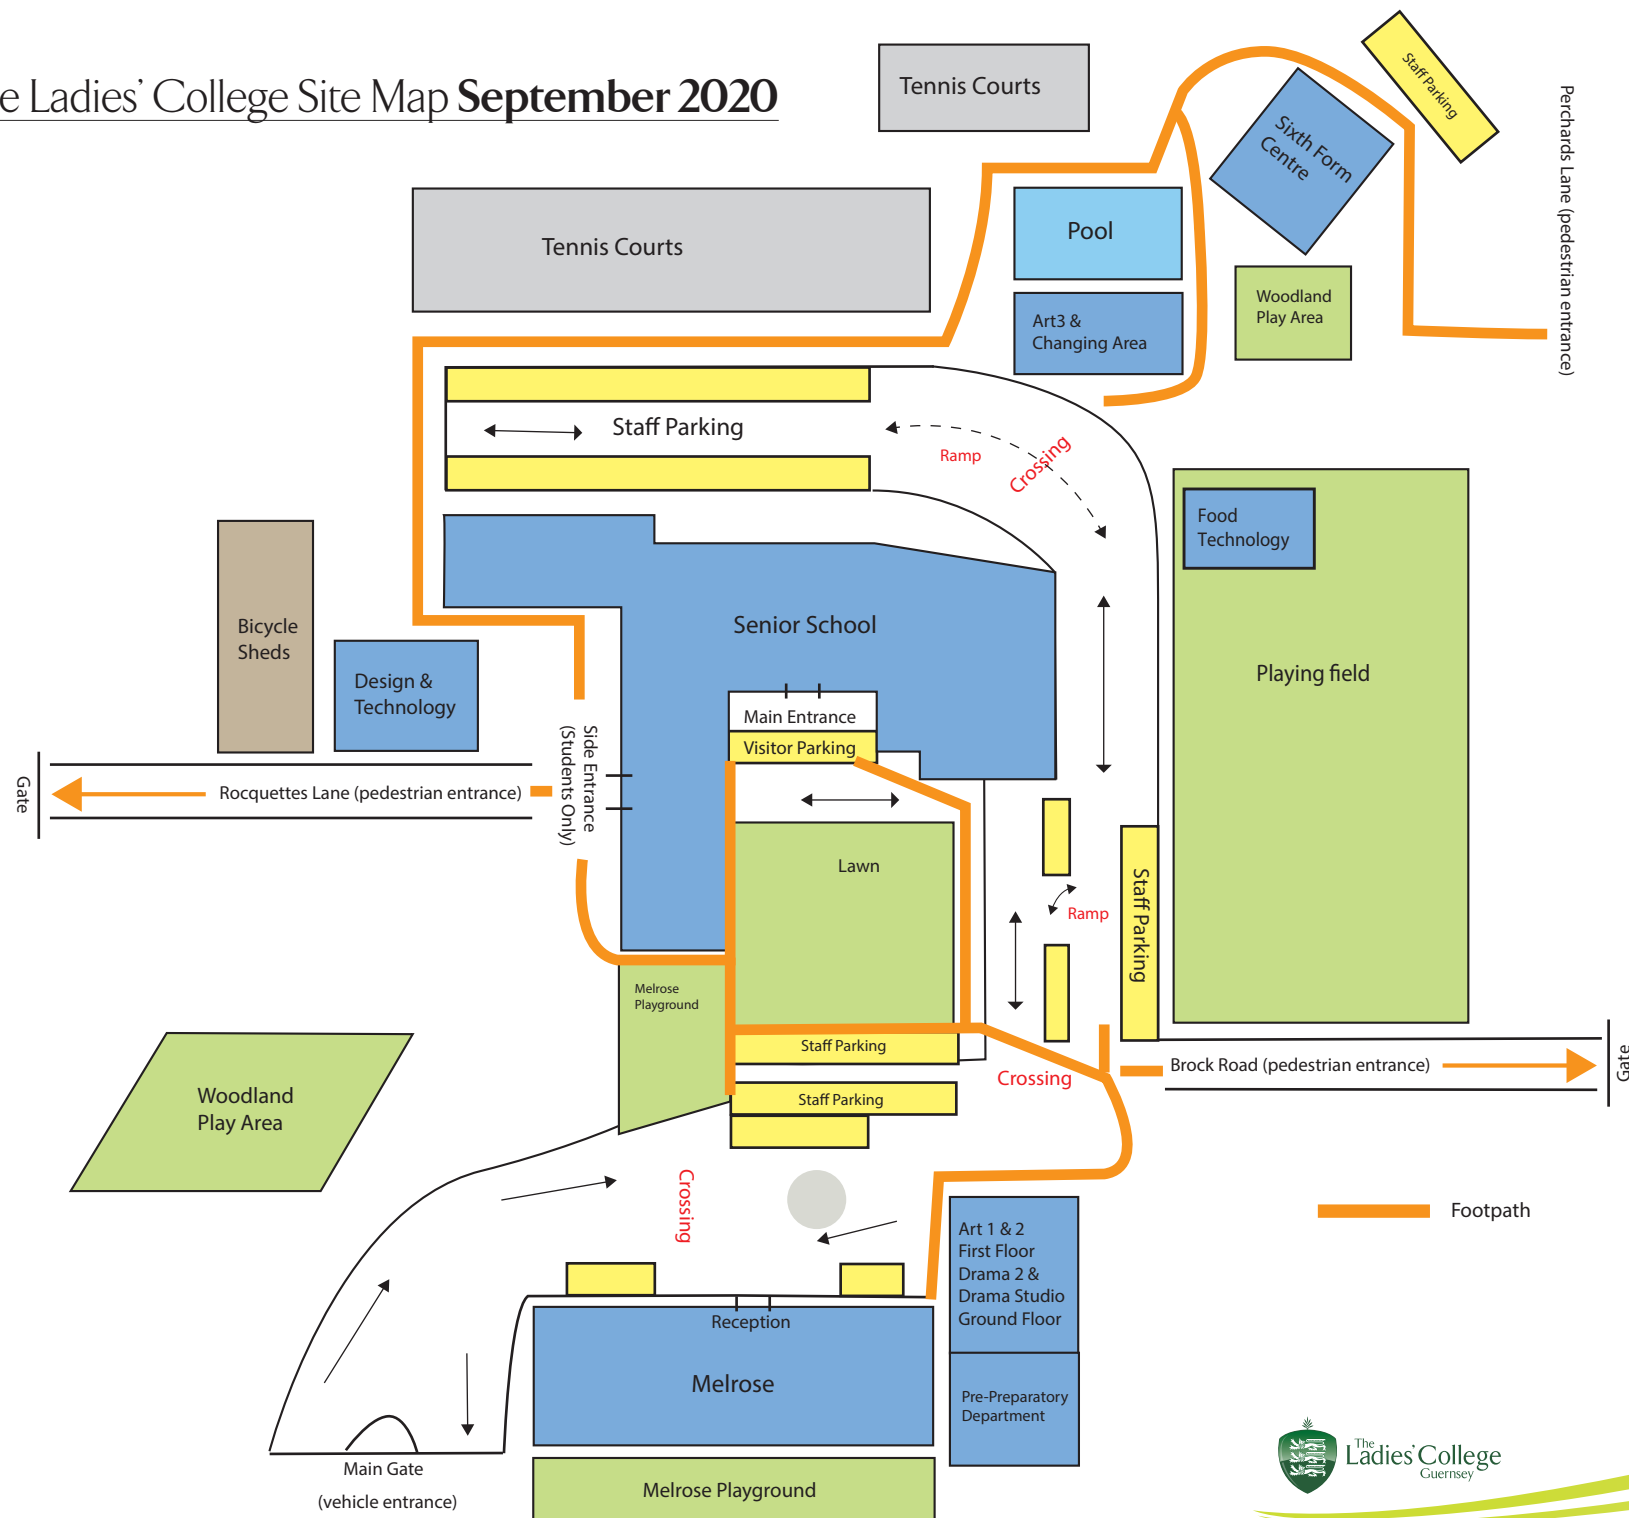 e Ladies' College Site Map September 2020
Tennis Courts
Staff Parking
Sixth Form
Centre
Perchards Lane (pedestrian entrance)
Tennis Courts
Pool
Woodland
Play Area
Art3 &
Changing Area
Staff Parking
Ramp
Crossing
Food
Technology
Bicycle
Sheds
Senior School
Design &
Technology
Playing field
Main Entrance
Visitor Parking
Side Entrance
(Students Only)
Gate
Rocquettes Lane (pedestrian entrance)
Lawn
Ramp
Staff Parking
Melrose
Playground
Staff Parking
Crossing
Brock Road (pedestrian entrance)
Gate
Woodland
Play Area
Staff Parking
Crossing
Footpath
Art 1 & 2
First Floor
Drama 2 &
Drama Studio
Ground Floor
Reception
Melrose
Pre-Preparatory
Department
Main Gate
(vehicle entrance)
Melrose Playground
The
Ladies' College
Guernsey